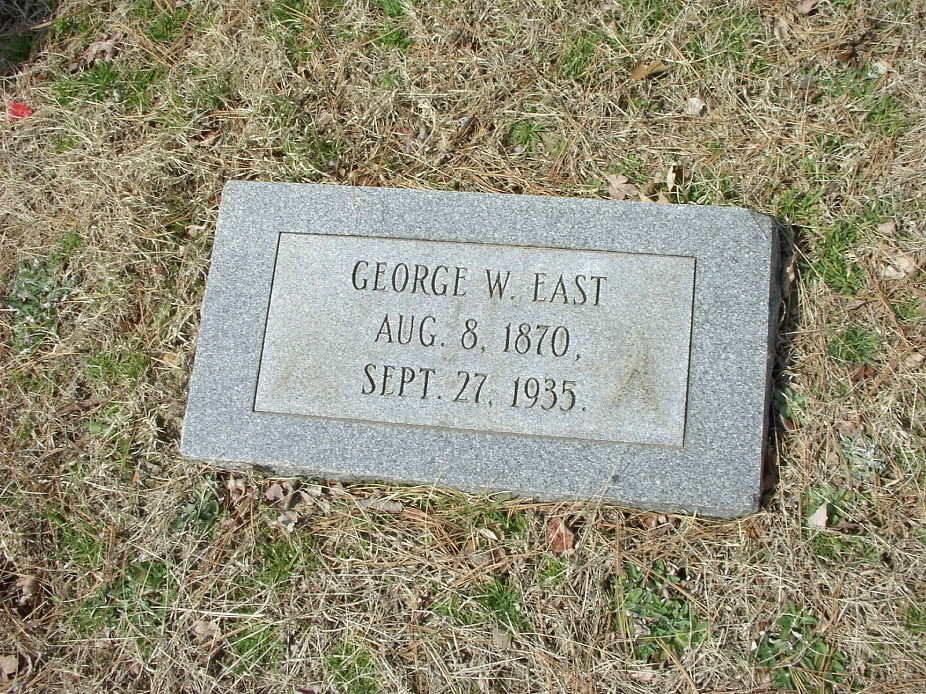 GEORGE W. EAST
AUG. 8, 1870,
SEPT. 27, 1935.